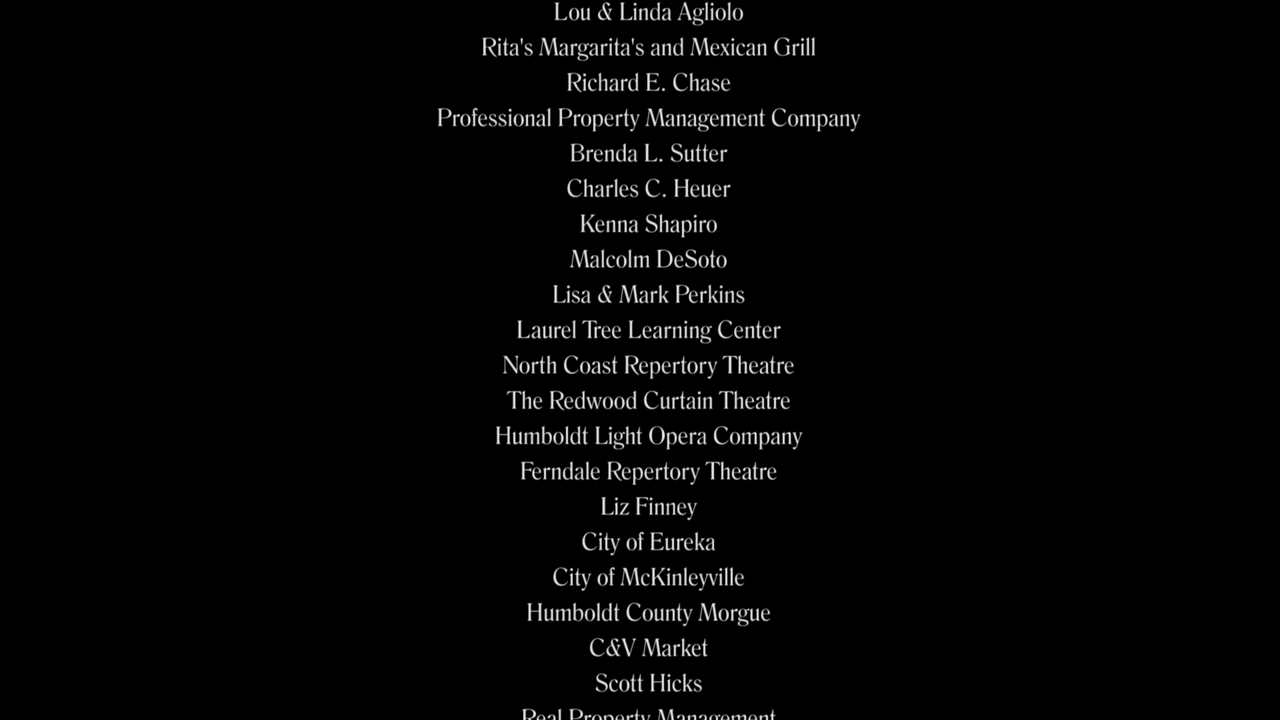 Lou & Linda Agliolo
Rita's Margarita's and Mexican Grill
Richard E. Chase
Professional Property Management Company
Brenda L. Sutter
Charles C. Heuer
Kenna Shapiro
Malcolm DeSoto
Lisa & Mark Perkins
Laurel Tree Learning Center
North Coast Repertory Theatre
The Redwood Curtain Theatre
Humboldt Light Opera Company
Ferndale Repertory Theatre
Liz Finney
City of Eureka
City of McKinleyville
Humboldt County Morgue
C&V Market
Scott Hicks
Real Property Management